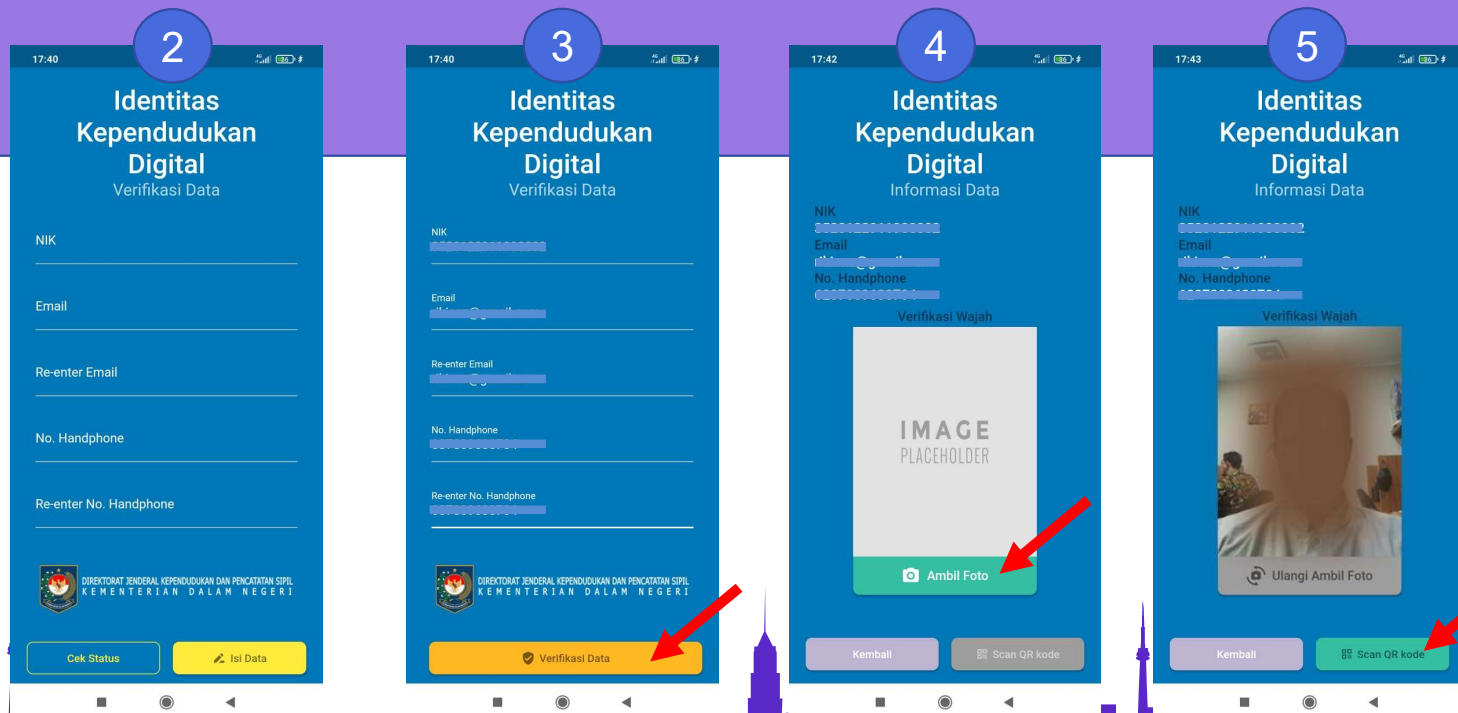 2
17:40
Identitas
Kependudukan
Digital
Verifikasi Data
NIK
Email
Re-enter Email
No. Handphone
Re-enter No. Handphone
DIREKTORAT JENDERAL KEPENDUDUKAN DAN PENCATATAN SIPIL
KEMENTERIAN DALAM NEGERI
Cek Status
Isi Data
3
17:40
Identitas
Kependudukan
Digital
Verifikasi Data
NIK
Email
Re-enter Email
No. Handphone
Re-enter No. Handphone
DIREKTORAT JENDERAL KEPENDUDUKAN DAN PENCATATAN SIPIL
KEMENTERIAN DALAM NEGERI
Verifikasi Data
4
17:42
Identitas
Kependudukan
Digital
Informasi Data
NIK
Email
No. Handphone
Verifikasi Wajah
IMAGE
PLACEHOLDER
Ambil Foto
Kembali
Scan QR kode
5
17:43
Identitas
Kependudukan
Digital
Informasi Data
NIK
Email
No. Handphone
Verifikasi Wajah
Ulangi Ambil Foto
Kembali
Scan QR kode